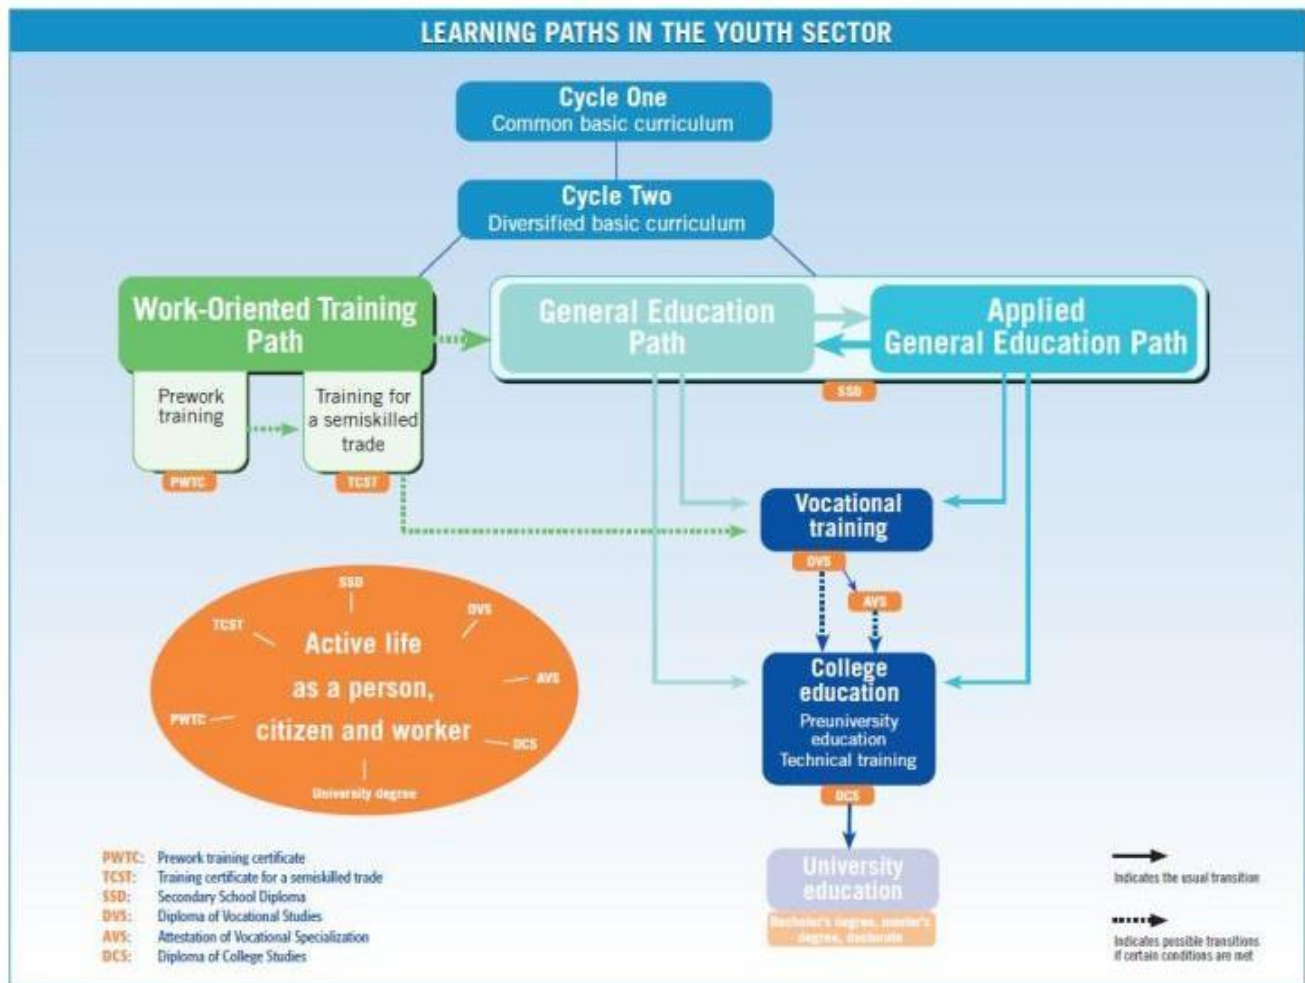 LEARNING PATHS IN THE YOUTH SECTOR
Cycle One
Common basic curriculum
Cycle Two
Diversified basic curriculum
Work-Oriented Training
Path
General Education
Path
Applied
General Education Path
SSD
Prework
training
Training for
a semiskilled
trade
PWTC
TCST
Vocational
training
DVS
AVS
College
education
Preuniversity
education
Technical training
DCS
University
education
Bachelor's degree, master's
degree, doctorate
SSD
DVS
TCST
Active life
as a person,
citizen and worker
AVS
PWTC
DCS
University degree
PWTC: Prework training certificate
TCST: Training certificate for a semiskilled trade
SSD: Secondary School Diploma
DVS: Diploma of Vocational Studies
AVS: Attestation of Vocational Specialization
DCS: Diploma of College Studies
Indicates the usual transition
Indicates possible transitions
if certain conditions are met